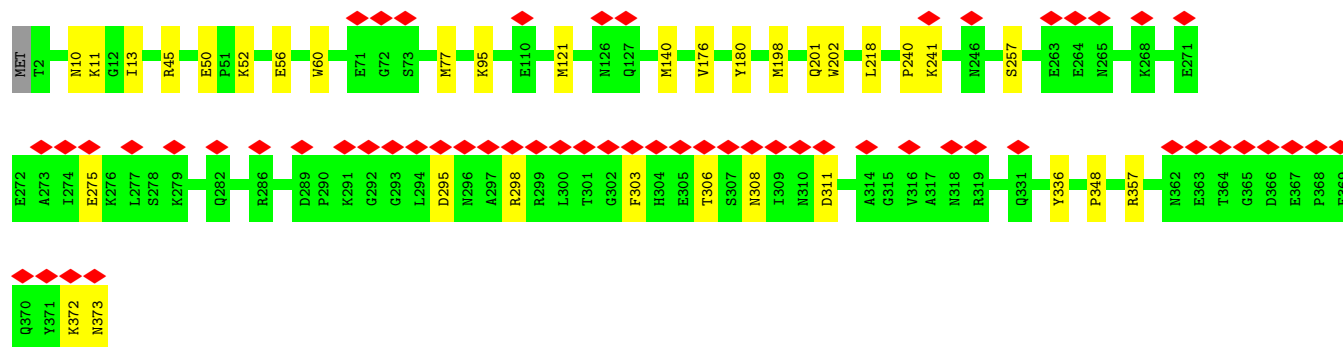 MET T2 N10 K11 G12 I13 R45 E50 P51 K52 E56 W60 E71 G72 S73 M77 K95 E110 M121 N126 Q127 M140 V176 Y180 M198 Q201 W202 L218 P240 K241 N246 S257 E263 E264 N265 K268 E271
E272 A273 I274 E275 K276 L277 S278 K279 Q282 R286 D289 P290 K291 G292 G293 L294 D295 N296 A297 R298 R299 L300 T301 G302 F303 H304 E305 T306 S307 N308 I309 N310 D311 A314 G315 V316 A317 N318 R319 Q331 Y336 P348 R357 N362 E363 T364 G365 D366 E367 P368
Q370 Y371 K372 N373